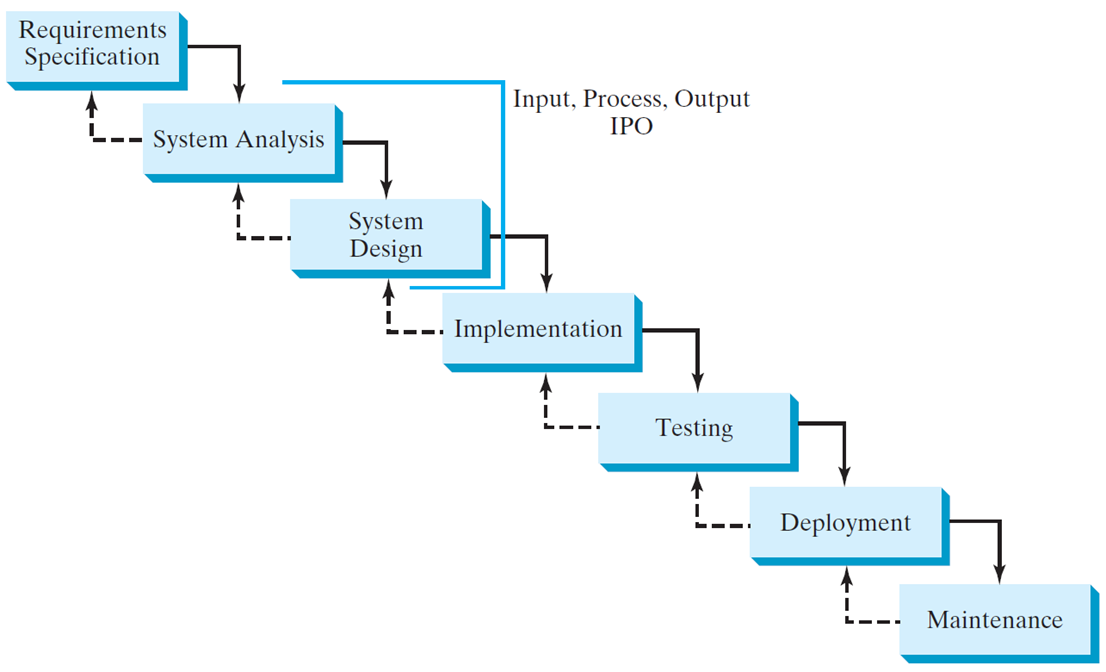 Requirements
Specification
Input, Process, Output
IPO
System Analysis
System
Design
Implementation
Testing
Deployment
Maintenance